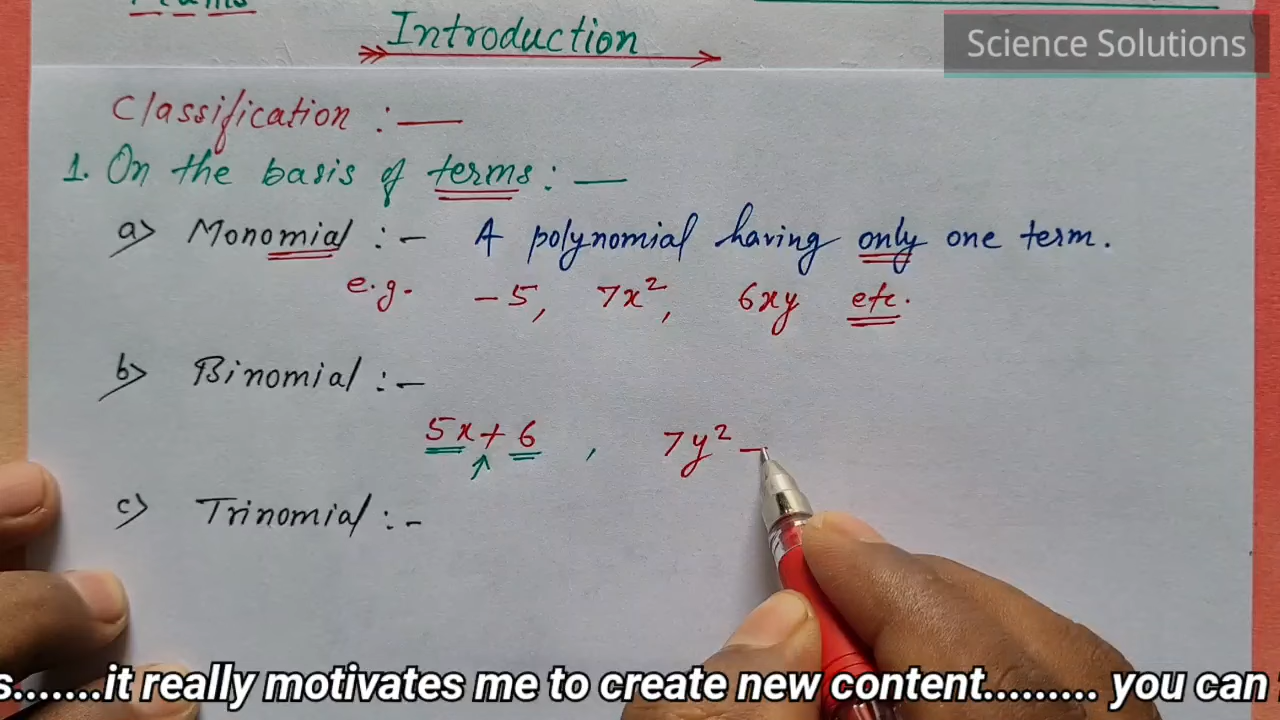 Introduction
Science Solutions
Classification :—
1. On the basis of terms : —
a) Monomial :- A polynomial having only one term.
e.g. -5, 7x², 6xy etc.
b) Binomial :-
5x+6 , 7y² -
c) Trinomial :-
s.......it really motivates me to create new content......... you can